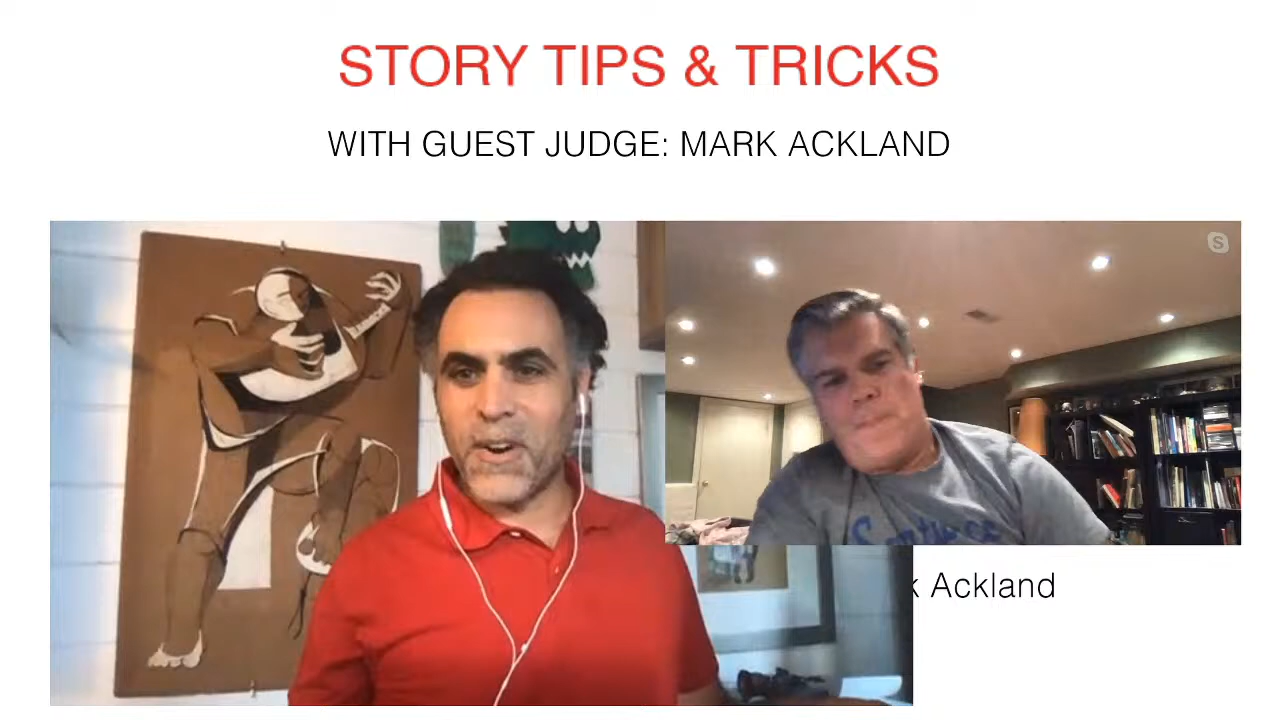 STORY TIPS & TRICKS
WITH GUEST JUDGE: MARK ACKLAND
S
k Ackland